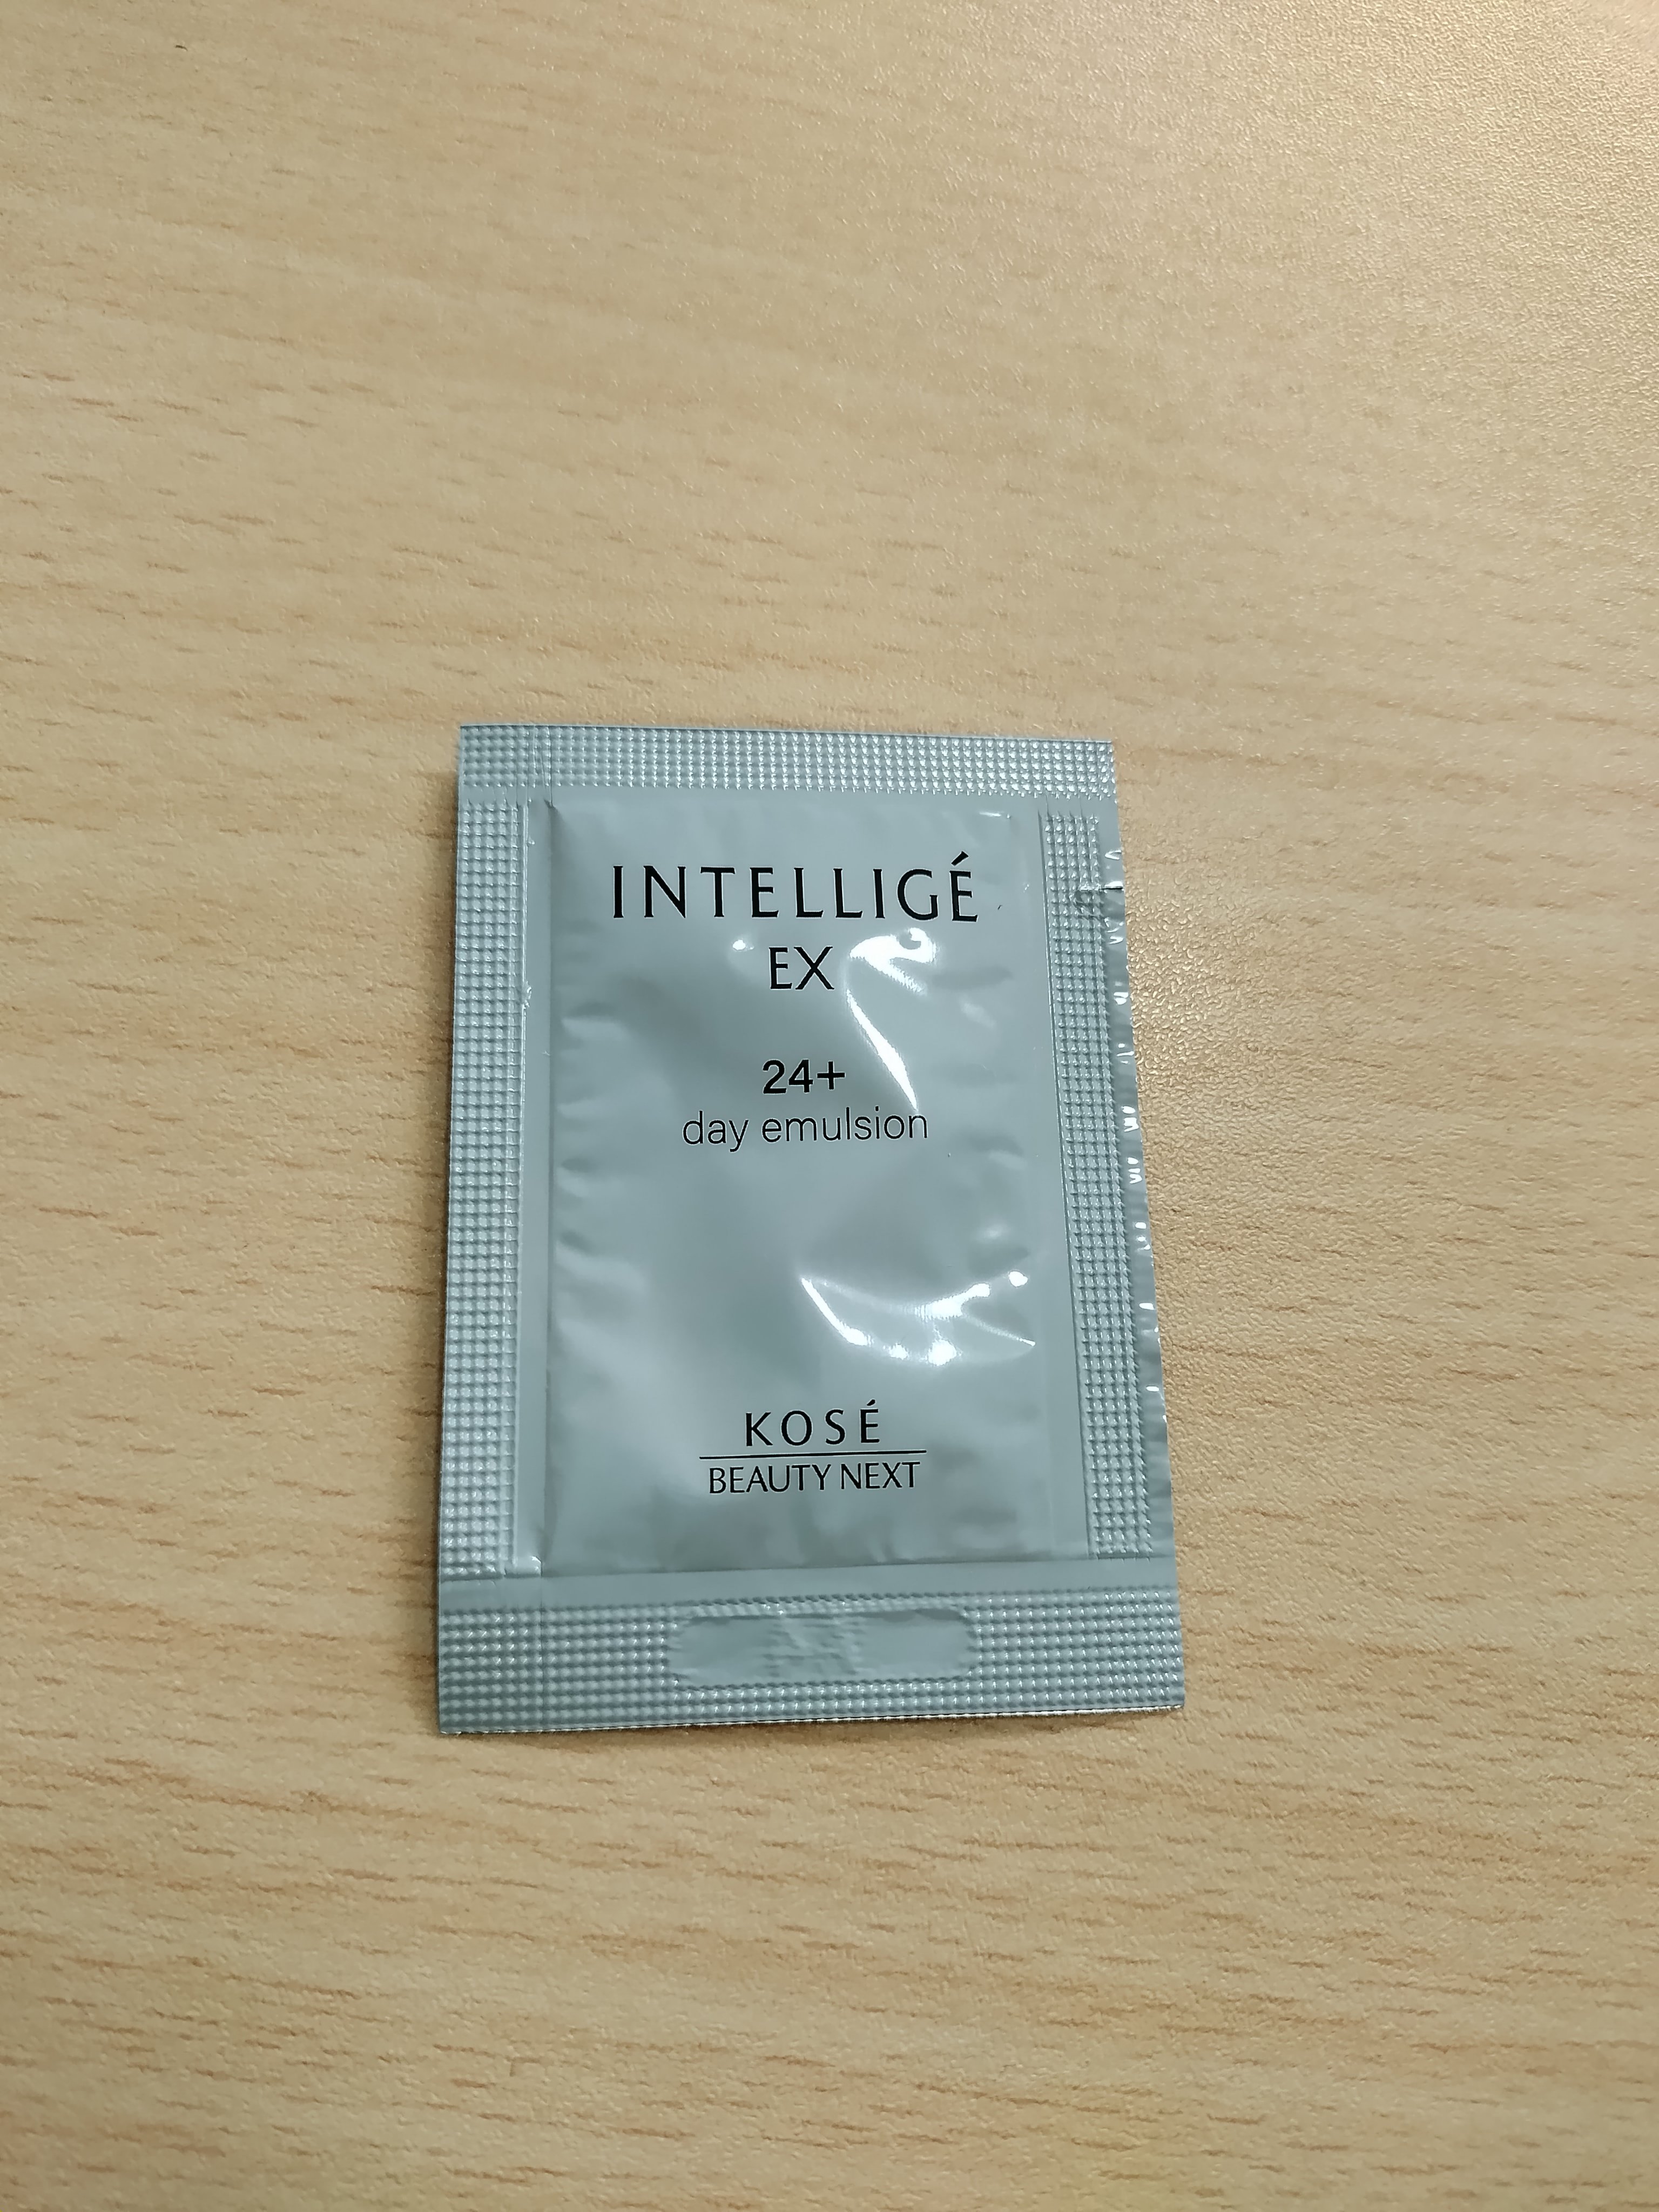 INTELLIGÉ
EX
24+
day emulsion
KOSÉ
BEAUTY NEXT